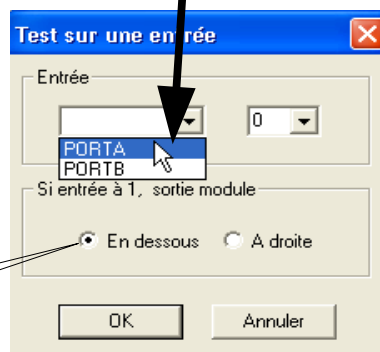 Test sur une entrée
Entrée
0
PORTA
PORTB
Si entrée à 1, sortie module
En dessous A droite
OK Annuler